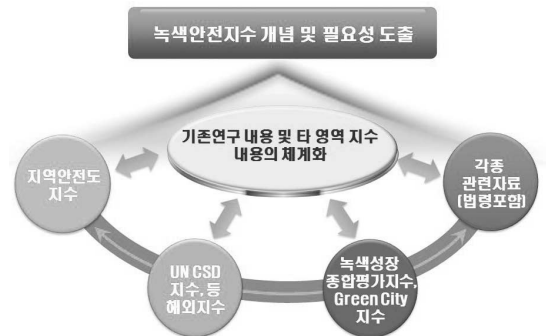 녹색안전지수 개념 및 필요성 도출
기존연구 내용 및 타 영역 지수
내용의 체계화
지역안전도
지수
UN CSD
지수, 등
해외지수
녹색성장
종합평가지수,
Green City
지수
각종
관련자료
(법령포함)